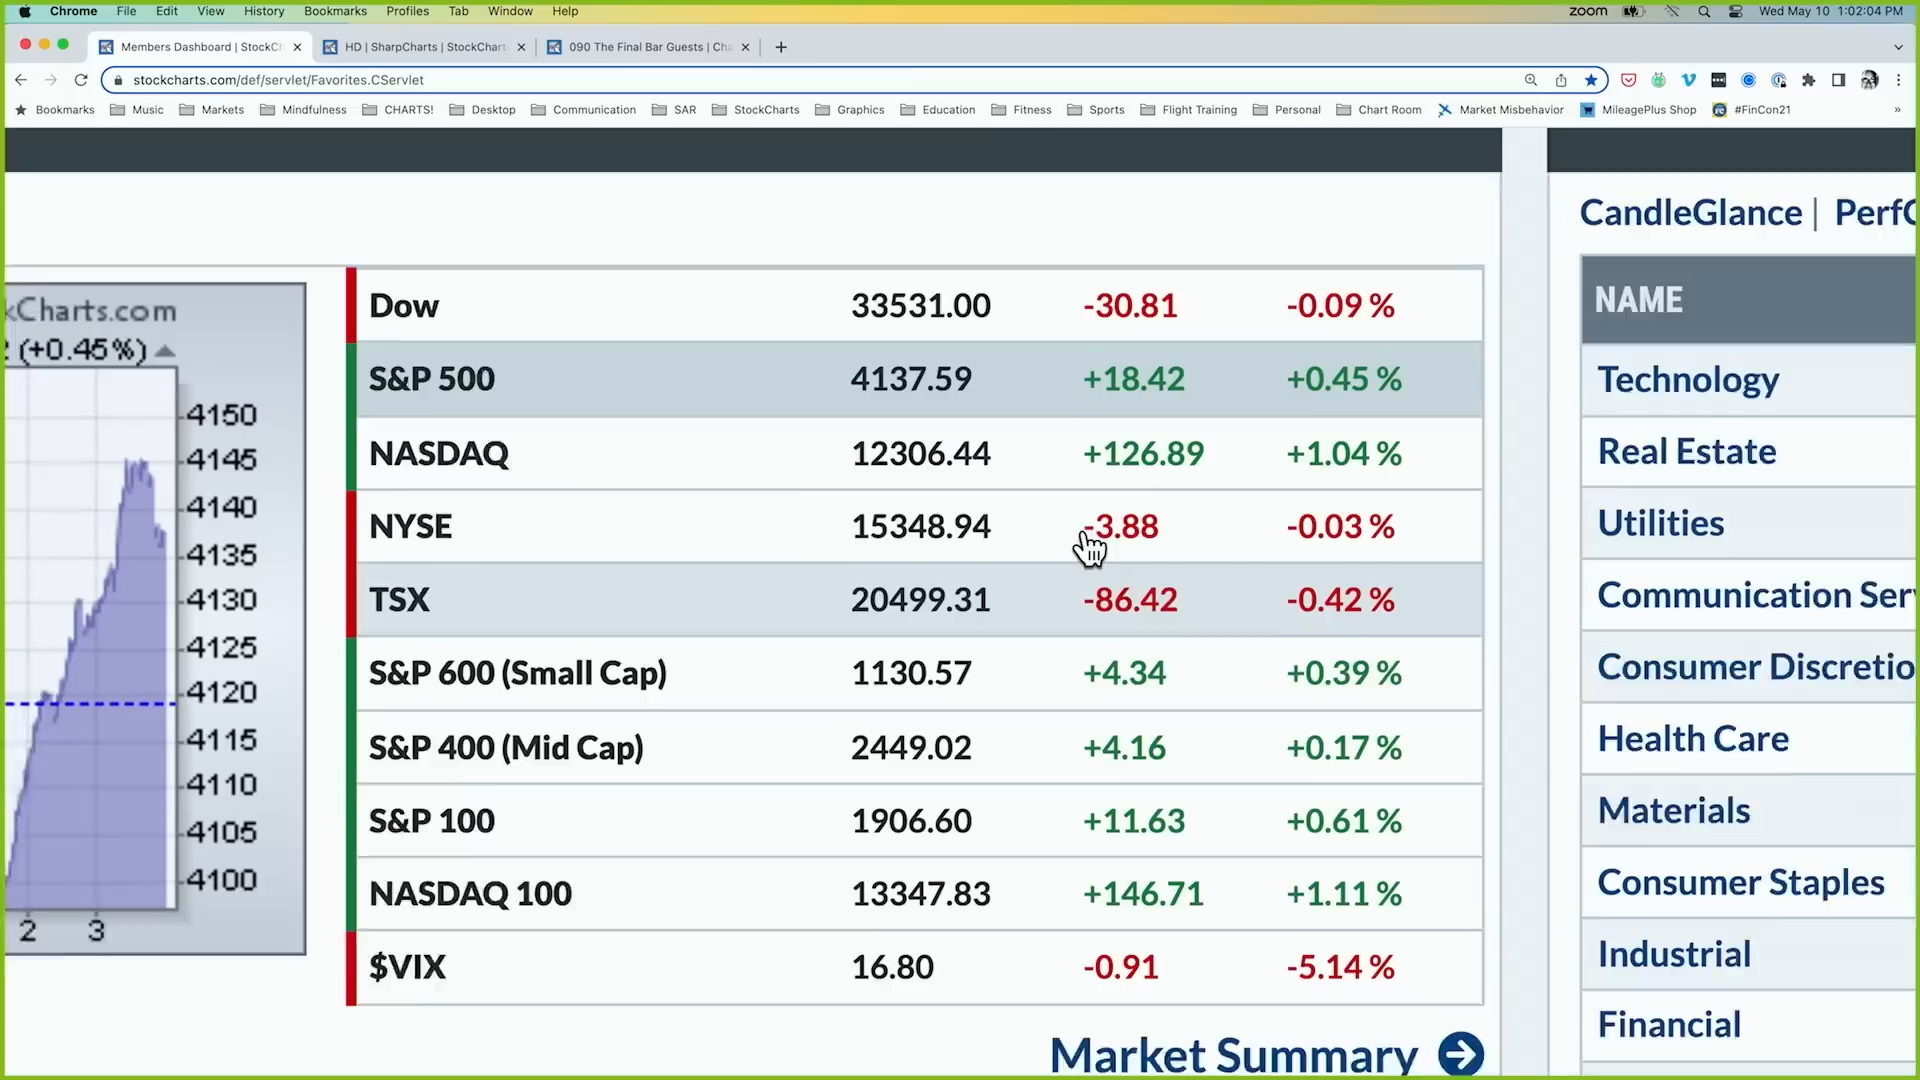 Chrome File Edit View History Bookmarks Profiles Tab Window Help zoom Wed May 10 1:02:04 PM
Members Dashboard | StockCh HD | SharpCharts | StockChart 090 The Final Bar Guests | Cha
stockcharts.com/def/servlet/Favorites.CServlet
Bookmarks Music Markets Mindfulness CHARTS! Desktop Communication SAR StockCharts Graphics Education Fitness Sports Flight Training Personal Chart Room Market Misbehavior MileagePlus Shop #FinCon21 »
CandleGlance | PerfC
kCharts.com
(+0.45%)
4150
4145
4140
4135
4130
4125
4120
4115
4110
4105
4100
2 3
Dow 33531.00 -30.81 -0.09 %
S&P 500 4137.59 +18.42 +0.45 %
NASDAQ 12306.44 +126.89 +1.04 %
NYSE 15348.94 -3.88 -0.03 %
TSX 20499.31 -86.42 -0.42 %
S&P 600 (Small Cap) 1130.57 +4.34 +0.39 %
S&P 400 (Mid Cap) 2449.02 +4.16 +0.17 %
S&P 100 1906.60 +11.63 +0.61 %
NASDAQ 100 13347.83 +146.71 +1.11 %
$VIX 16.80 -0.91 -5.14 %
Market Summary
NAME
Technology
Real Estate
Utilities
Communication Ser
Consumer Discretio
Health Care
Materials
Consumer Staples
Industrial
Financial